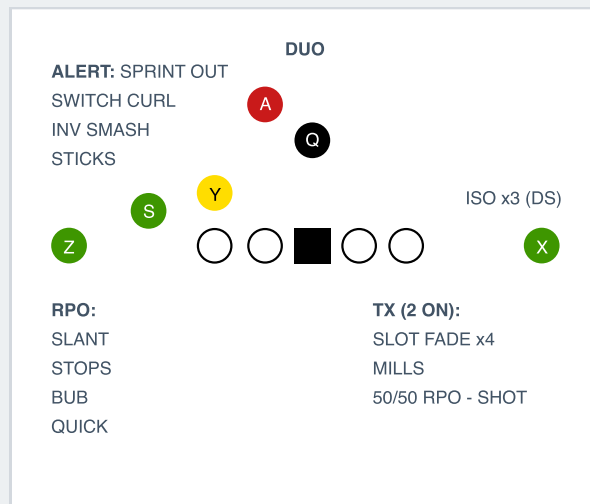 DUO
ALERT: SPRINT OUT
SWITCH CURL
INV SMASH
STICKS
A
Q
Y
S
ISO x3 (DS)
Z
X
RPO:
SLANT
STOPS
BUB
QUICK
TX (2 ON):
SLOT FADE x4
MILLS
50/50 RPO - SHOT